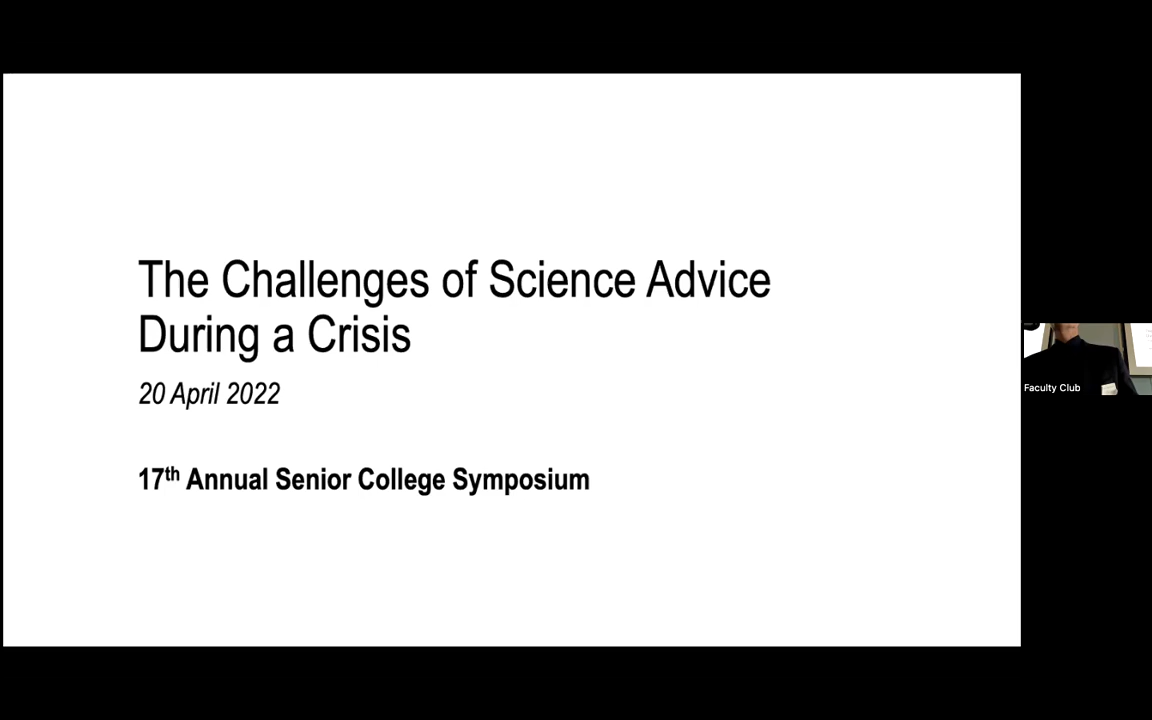 The Challenges of Science Advice
During a Crisis
20 April 2022
17th Annual Senior College Symposium
Faculty Club